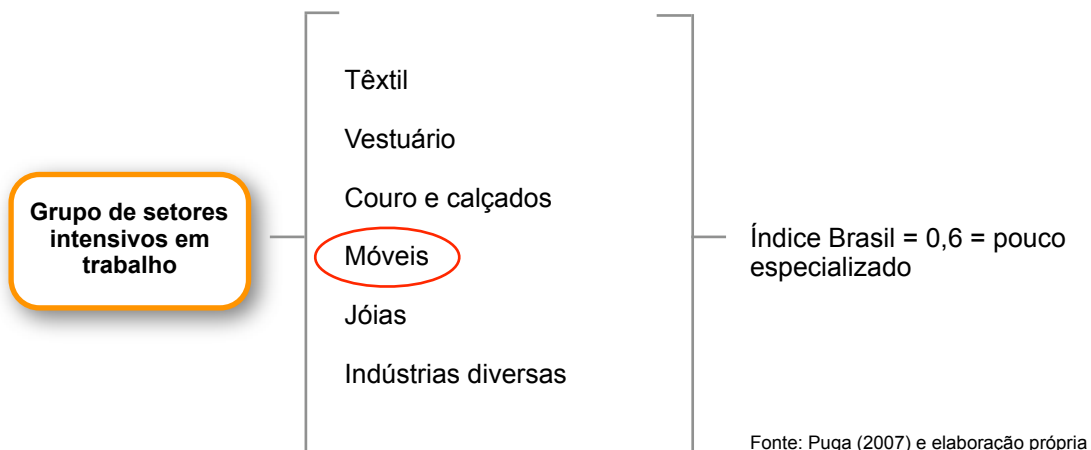 Têxtil
Vestuário
Couro e calçados
Grupo de setores
intensivos em
trabalho
Móveis
Índice Brasil = 0,6 = pouco
especializado
Jóias
Indústrias diversas
Fonte: Puga (2007) e elaboração própria